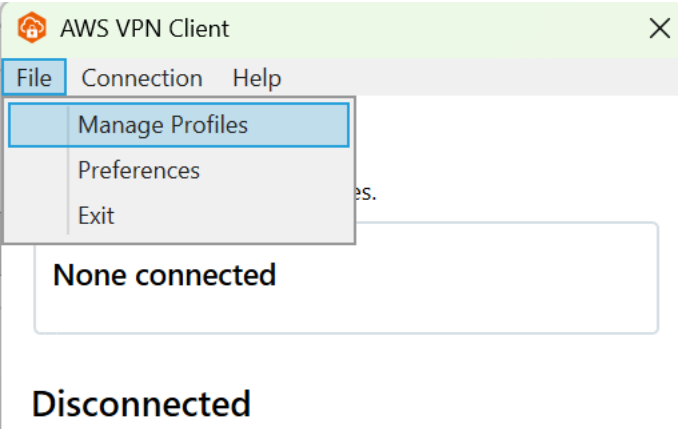 AWS VPN Client
File Connection Help
Manage Profiles
Preferences
es.
Exit
None connected
Disconnected